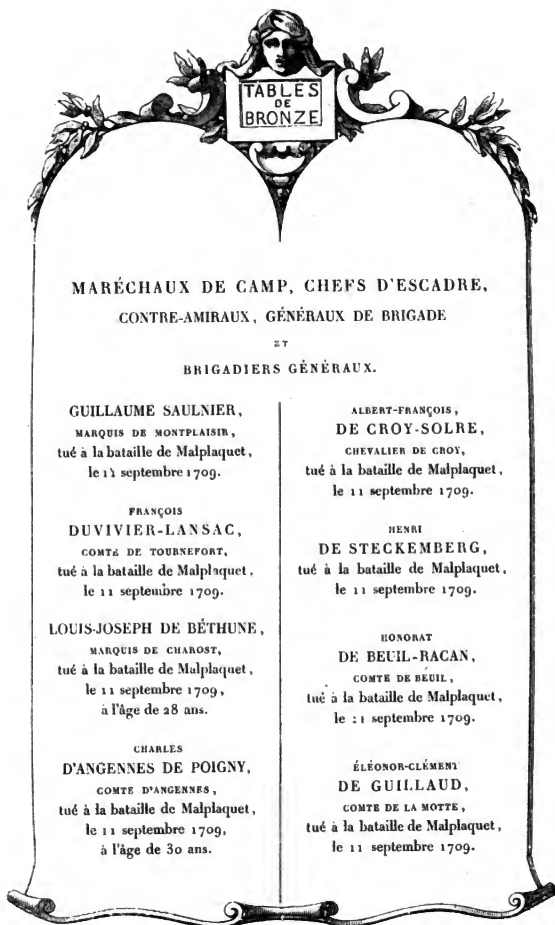 TABLES
DE
BRONZE
MARÉCHAUX DE CAMP, CHEFS D'ESCADRE,
CONTRE-AMIRAUX, GÉNÉRAUX DE BRIGADE
ET
BRIGADIERS GÉNÉRAUX.
GUILLAUME SAULNIER,
MARQUIS DE MONTPLAISIR,
tué à la bataille de Malplaquet,
le 11 septembre 1709.
FRANÇOIS
DUVIVIER-LANSAC,
COMTE DE TOURNEFORT,
tué à la bataille de Malplaquet,
le 11 septembre 1709.
LOUIS-JOSEPH DE BÉTHUNE,
MARQUIS DE CHAROST,
tué à la bataille de Malplaquet,
le 11 septembre 1709,
à l'âge de 28 ans.
CHARLES
D'ANGENNES DE POIGNY,
COMTE D'ANGENNES,
tué à la bataille de Malplaquet,
le 11 septembre 1709,
à l'âge de 30 ans.
ALBERT-FRANÇOIS,
DE CROY-SOLRE,
CHEVALIER DE CROY,
tué à la bataille de Malplaquet,
le 11 septembre 1709.
HENRI
DE STECKEMBERG,
tué à la bataille de Malplaquet,
le 11 septembre 1709.
HONORAT
DE BEUIL-RACAN,
COMTE DE BEUIL,
tué à la bataille de Malplaquet,
le 11 septembre 1709.
ÉLÉONOR-CLÉMENT
DE GUILLAUD,
COMTE DE LA MOTTE,
tué à la bataille de Malplaquet,
le 11 septembre 1709.